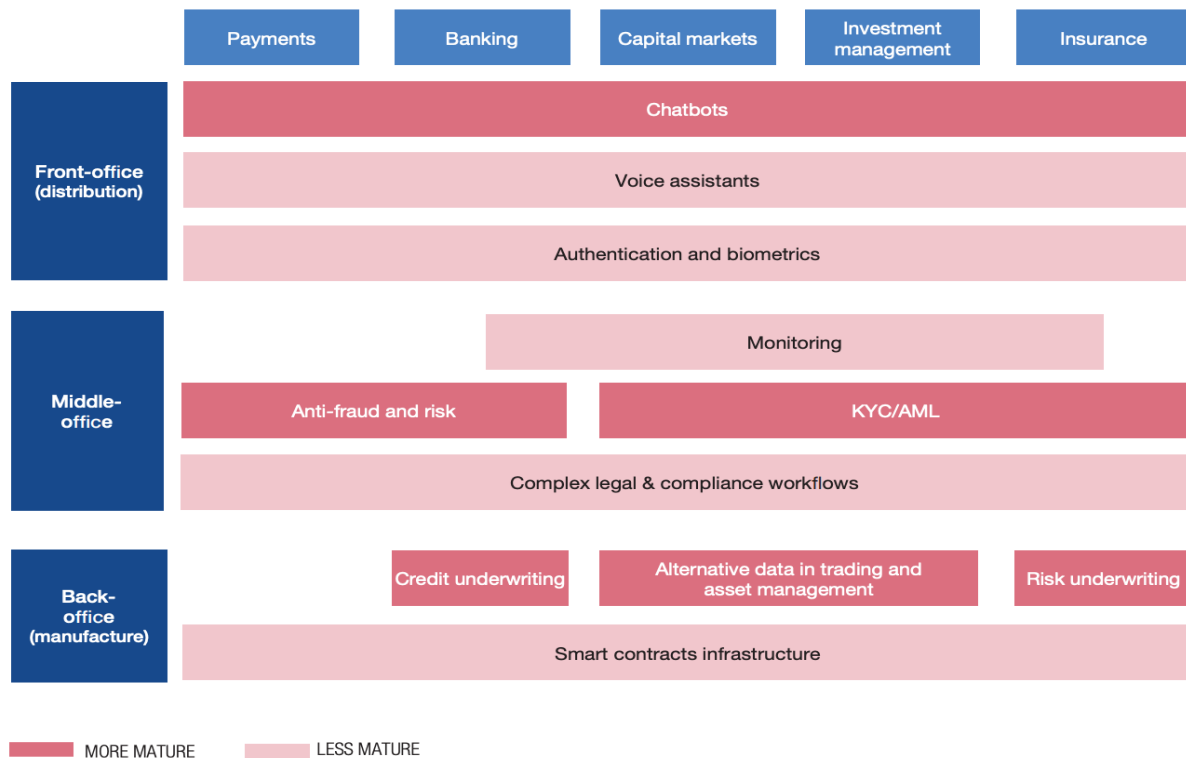 Payments
Banking
Capital markets
Investment
management
Insurance
Front-office
(distribution)
Chatbots
Voice assistants
Authentication and biometrics
Middle-
office
Monitoring
Anti-fraud and risk
KYC/AML
Complex legal & compliance workflows
Back-
office
(manufacture)
Credit underwriting
Alternative data in trading and
asset management
Risk underwriting
Smart contracts infrastructure
MORE MATURE
LESS MATURE